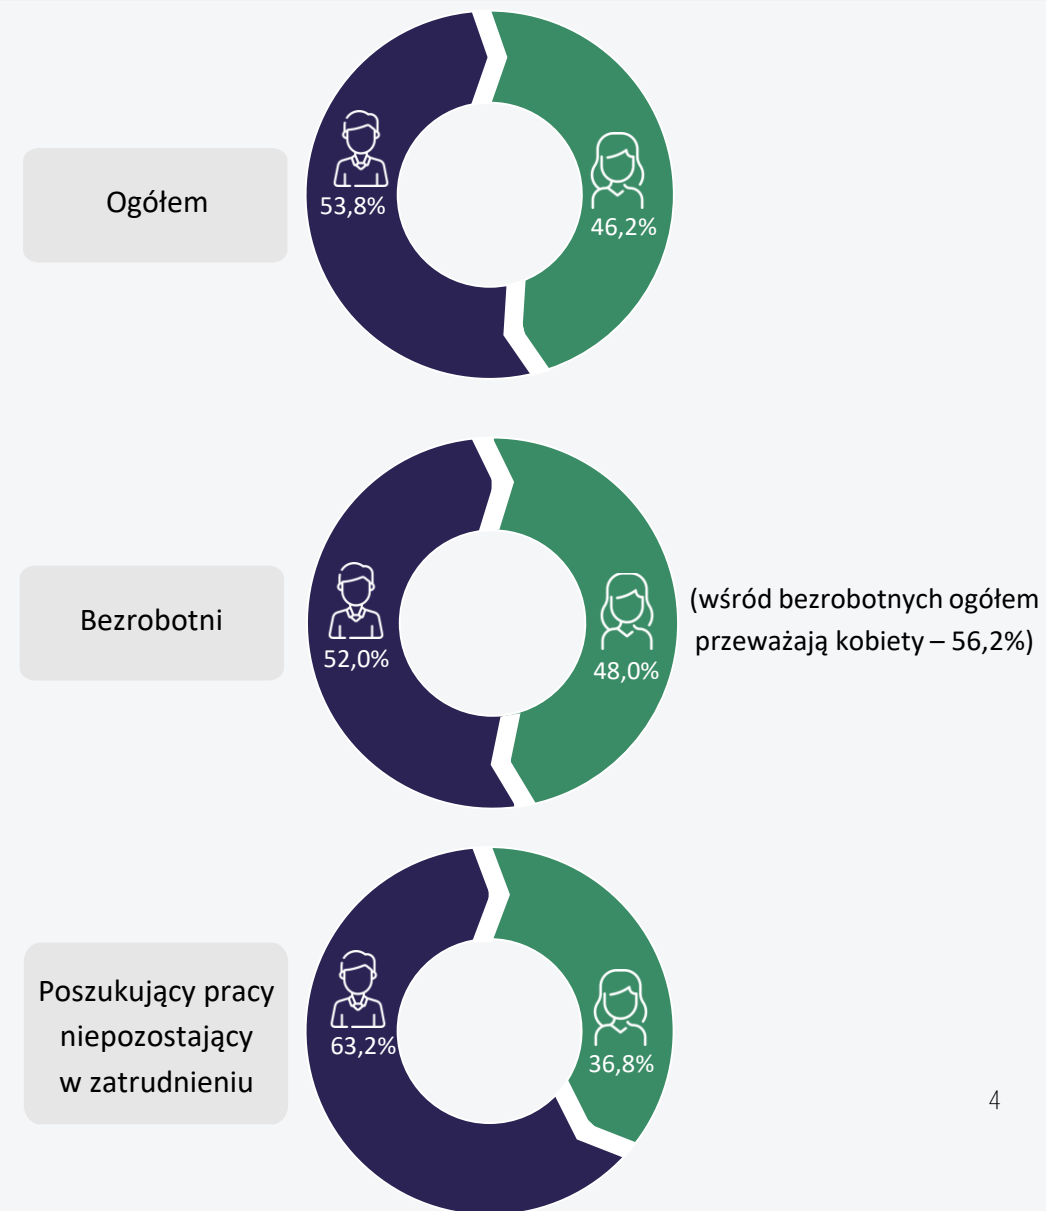 Ogółem
53,8%
46,2%
Bezrobotni
52,0%
48,0%
(wśród bezrobotnych ogółem
przeważają kobiety – 56,2%)
Poszukujący pracy
niepozostający
w zatrudnieniu
63,2%
36,8%
4